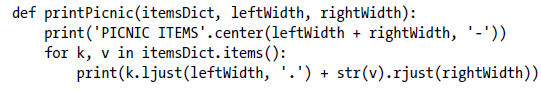 def printPicnic(itemsDict, leftWidth, rightWidth):
    print('PICNIC ITEMS'.center(leftWidth + rightWidth, '-'))
    for k, v in itemsDict.items():
        print(k.ljust(leftWidth, '.') + str(v).rjust(rightWidth))